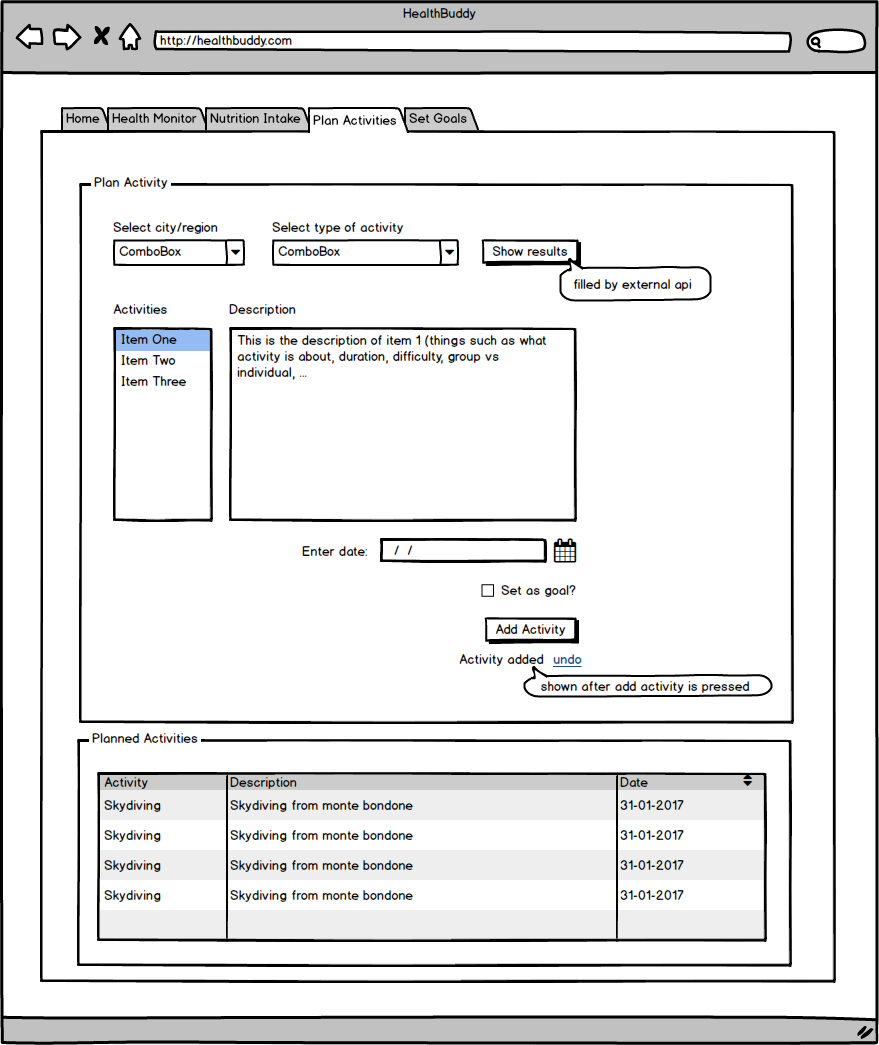 HealthBuddy
http://healthbuddy.com
Home Health Monitor Nutrition Intake Plan Activities Set Goals
Plan Activity
Select city/region Select type of activity
ComboBox ComboBox Show results
filled by external api
Activities Description
Item One
Item Two
Item Three
This is the description of item 1 (things such as what
activity is about, duration, difficulty, group vs
individual, ...
Enter date: / /
Set as goal?
Add Activity
Activity added undo
shown after add activity is pressed
Planned Activities
Activity Description Date
Skydiving Skydiving from monte bondone 31-01-2017
Skydiving Skydiving from monte bondone 31-01-2017
Skydiving Skydiving from monte bondone 31-01-2017
Skydiving Skydiving from monte bondone 31-01-2017